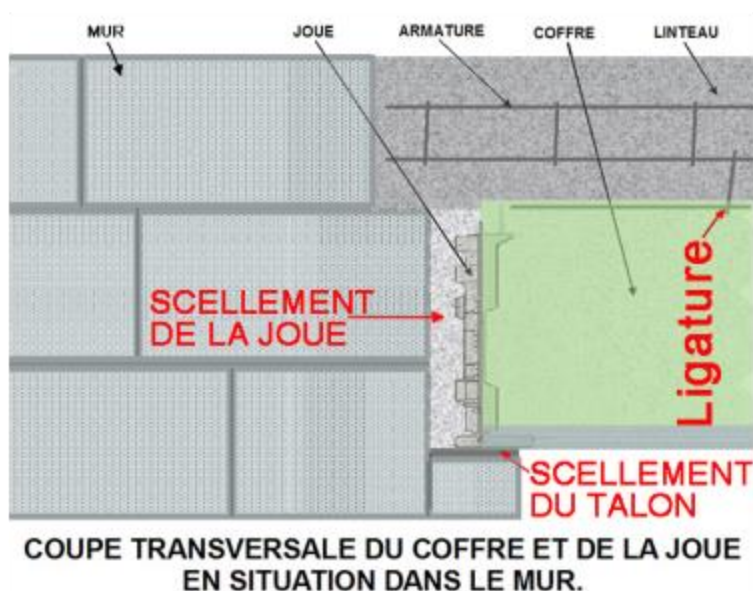 MUR
JOUE
ARMATURE
COFFRE
LINTEAU
SCELLEMENT
DE LA JOUE
Ligature
SCELLEMENT
DU TALON
COUPE TRANSVERSALE DU COFFRE ET DE LA JOUE
EN SITUATION DANS LE MUR.